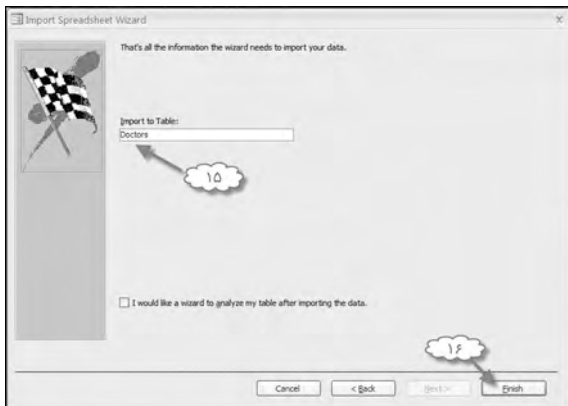 Import Spreadsheet Wizard
That's all the information the wizard needs to import your data.
Import to Table:
Doctors
۱۵
I would like a wizard to analyze my table after importing the data.
۱۶
Cancel
< Back
Next >
Finish